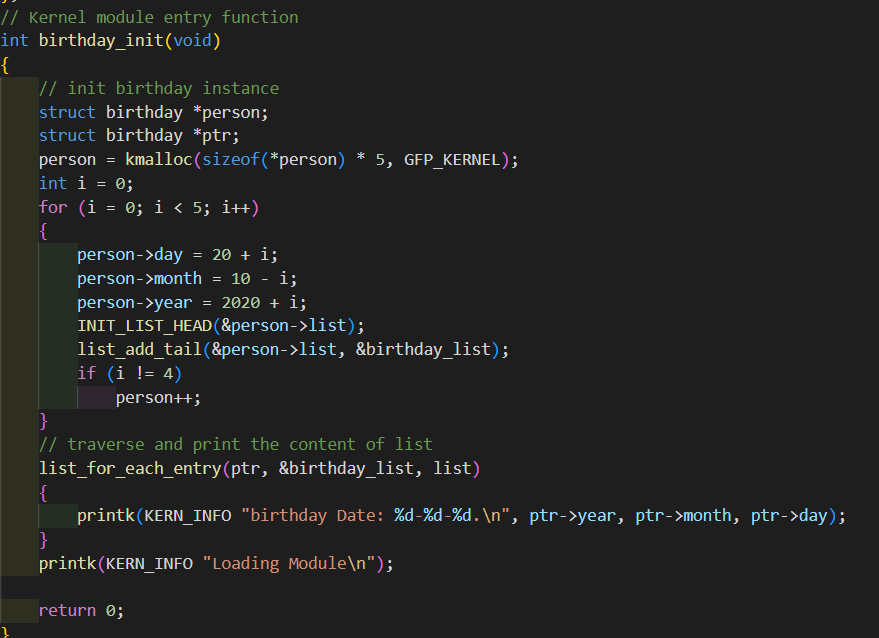 // Kernel module entry function
int birthday_init(void)
{
    // init birthday instance
    struct birthday *person;
    struct birthday *ptr;
    person = kmalloc(sizeof(*person) * 5, GFP_KERNEL);
    int i = 0;
    for (i = 0; i < 5; i++)
    {
        person->day = 20 + i;
        person->month = 10 - i;
        person->year = 2020 + i;
        INIT_LIST_HEAD(&person->list);
        list_add_tail(&person->list, &birthday_list);
        if (i != 4)
            person++;
    }
    // traverse and print the content of list
    list_for_each_entry(ptr, &birthday_list, list)
    {
        printk(KERN_INFO "birthday Date: %d-%d-%d.\n", ptr->year, ptr->month, ptr->day);
    }
    printk(KERN_INFO "Loading Module\n");

    return 0;
}